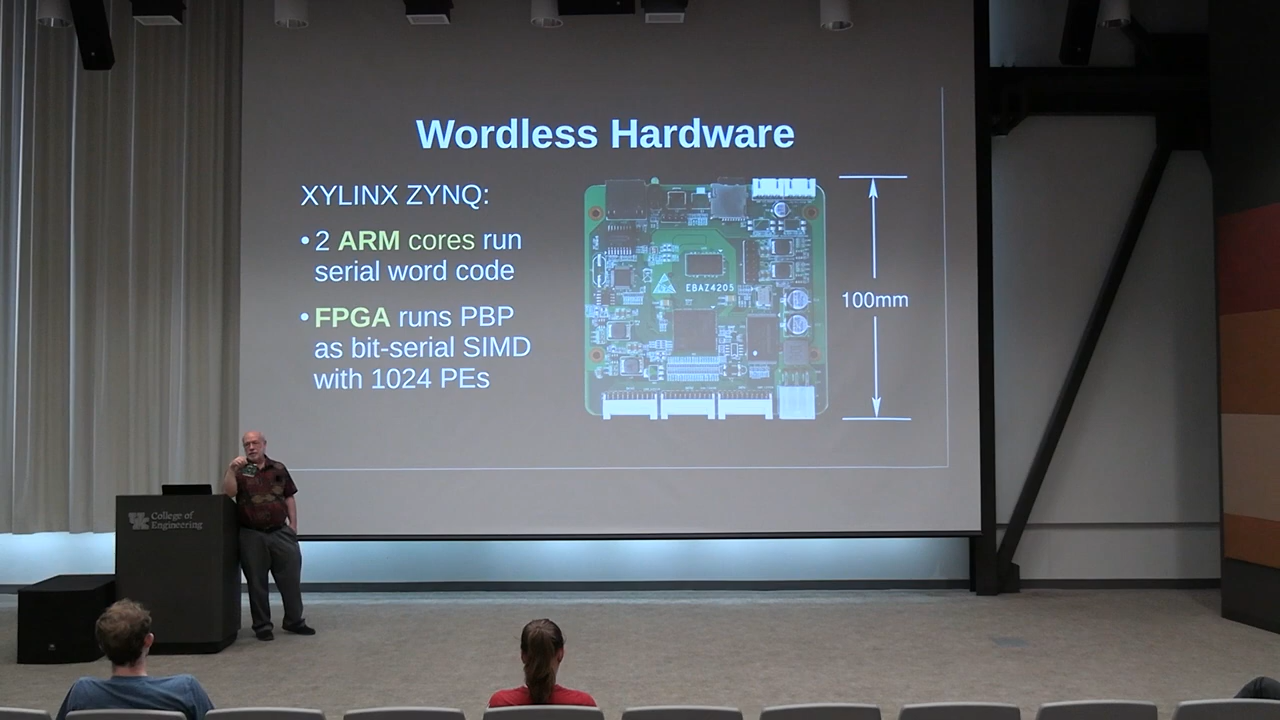 Wordless Hardware
XYLINX ZYNQ:
• 2 ARM cores run
serial word code
• FPGA runs PBP
as bit-serial SIMD
with 1024 PEs
EBAZ4205
100mm
UK College of
Engineering